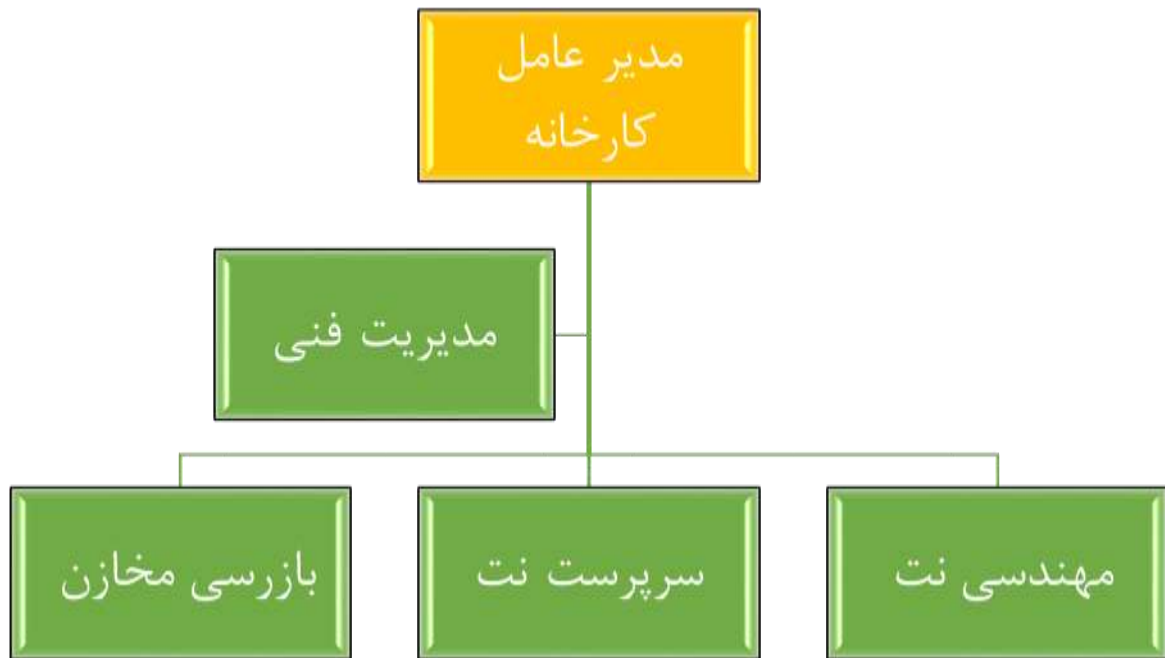 مدیر عامل
کارخانه
مدیریت فنی
مهندسی نت
سرپرست نت
بازرسی مخازن